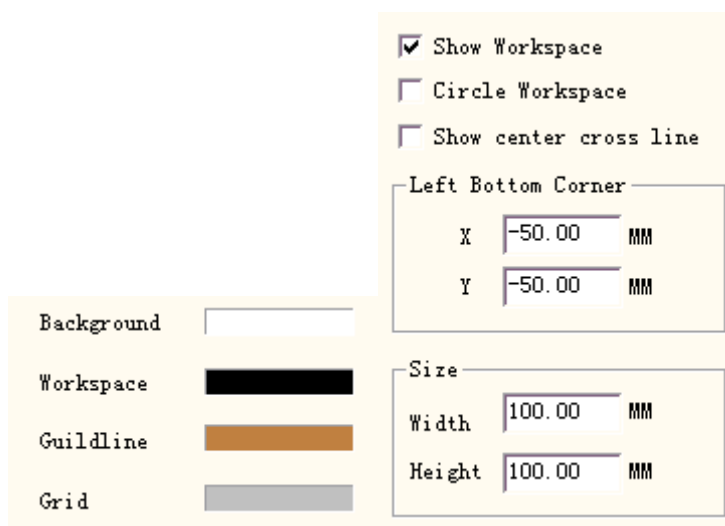 Show Workspace
Circle Workspace
Show center cross line
Left Bottom Corner
X -50.00 MM
Y -50.00 MM
Size
Width 100.00 MM
Height 100.00 MM
Background
Workspace
Guildline
Grid